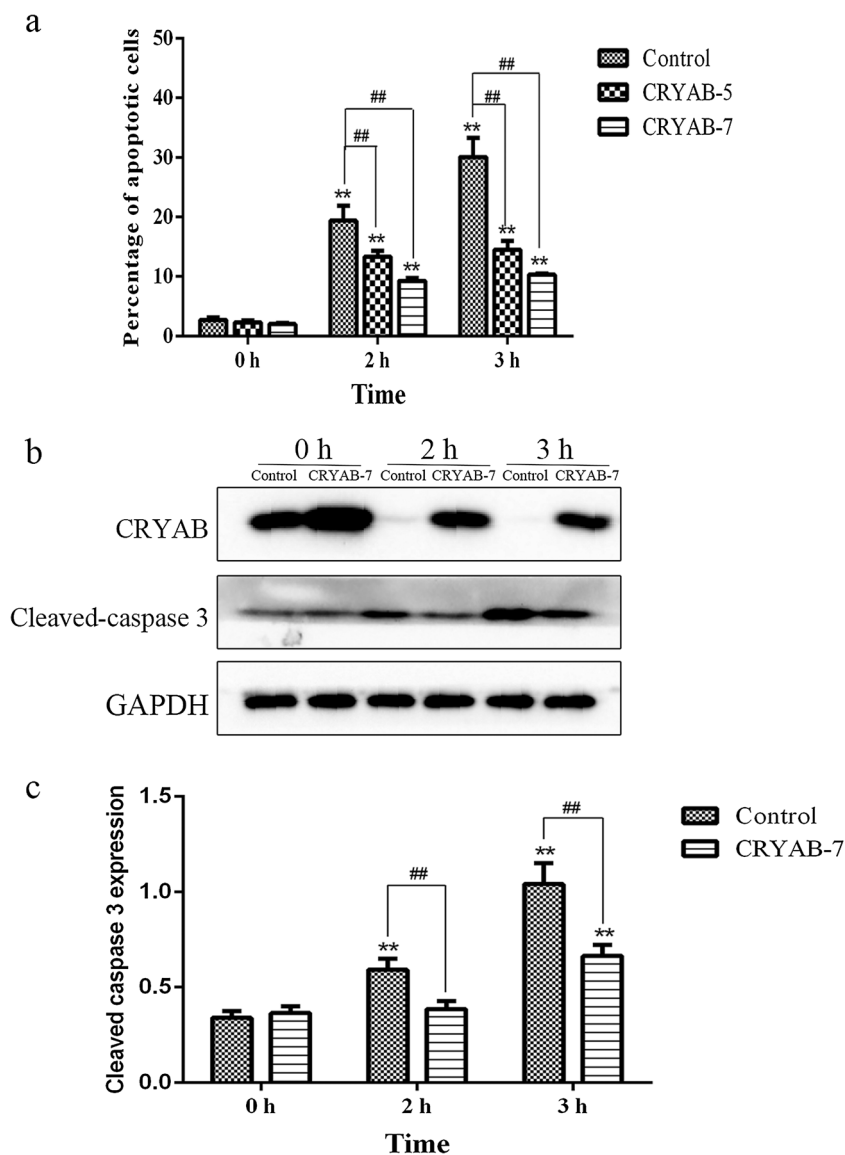 a
Percentage of apoptotic cells
50
40
30
20
10
0
##
##
##
##
**
**
**
**
**
**
0 h
2 h
3 h
Time
Control
CRYAB-5
CRYAB-7
b
0 h
2 h
3 h
Control CRYAB-7 Control CRYAB-7 Control CRYAB-7
CRYAB
Cleaved-caspase 3
GAPDH
c
Cleaved caspase 3 expression
1.5
1.0
0.5
0.0
##
##
**
**
**
0 h
2 h
3 h
Time
Control
CRYAB-7